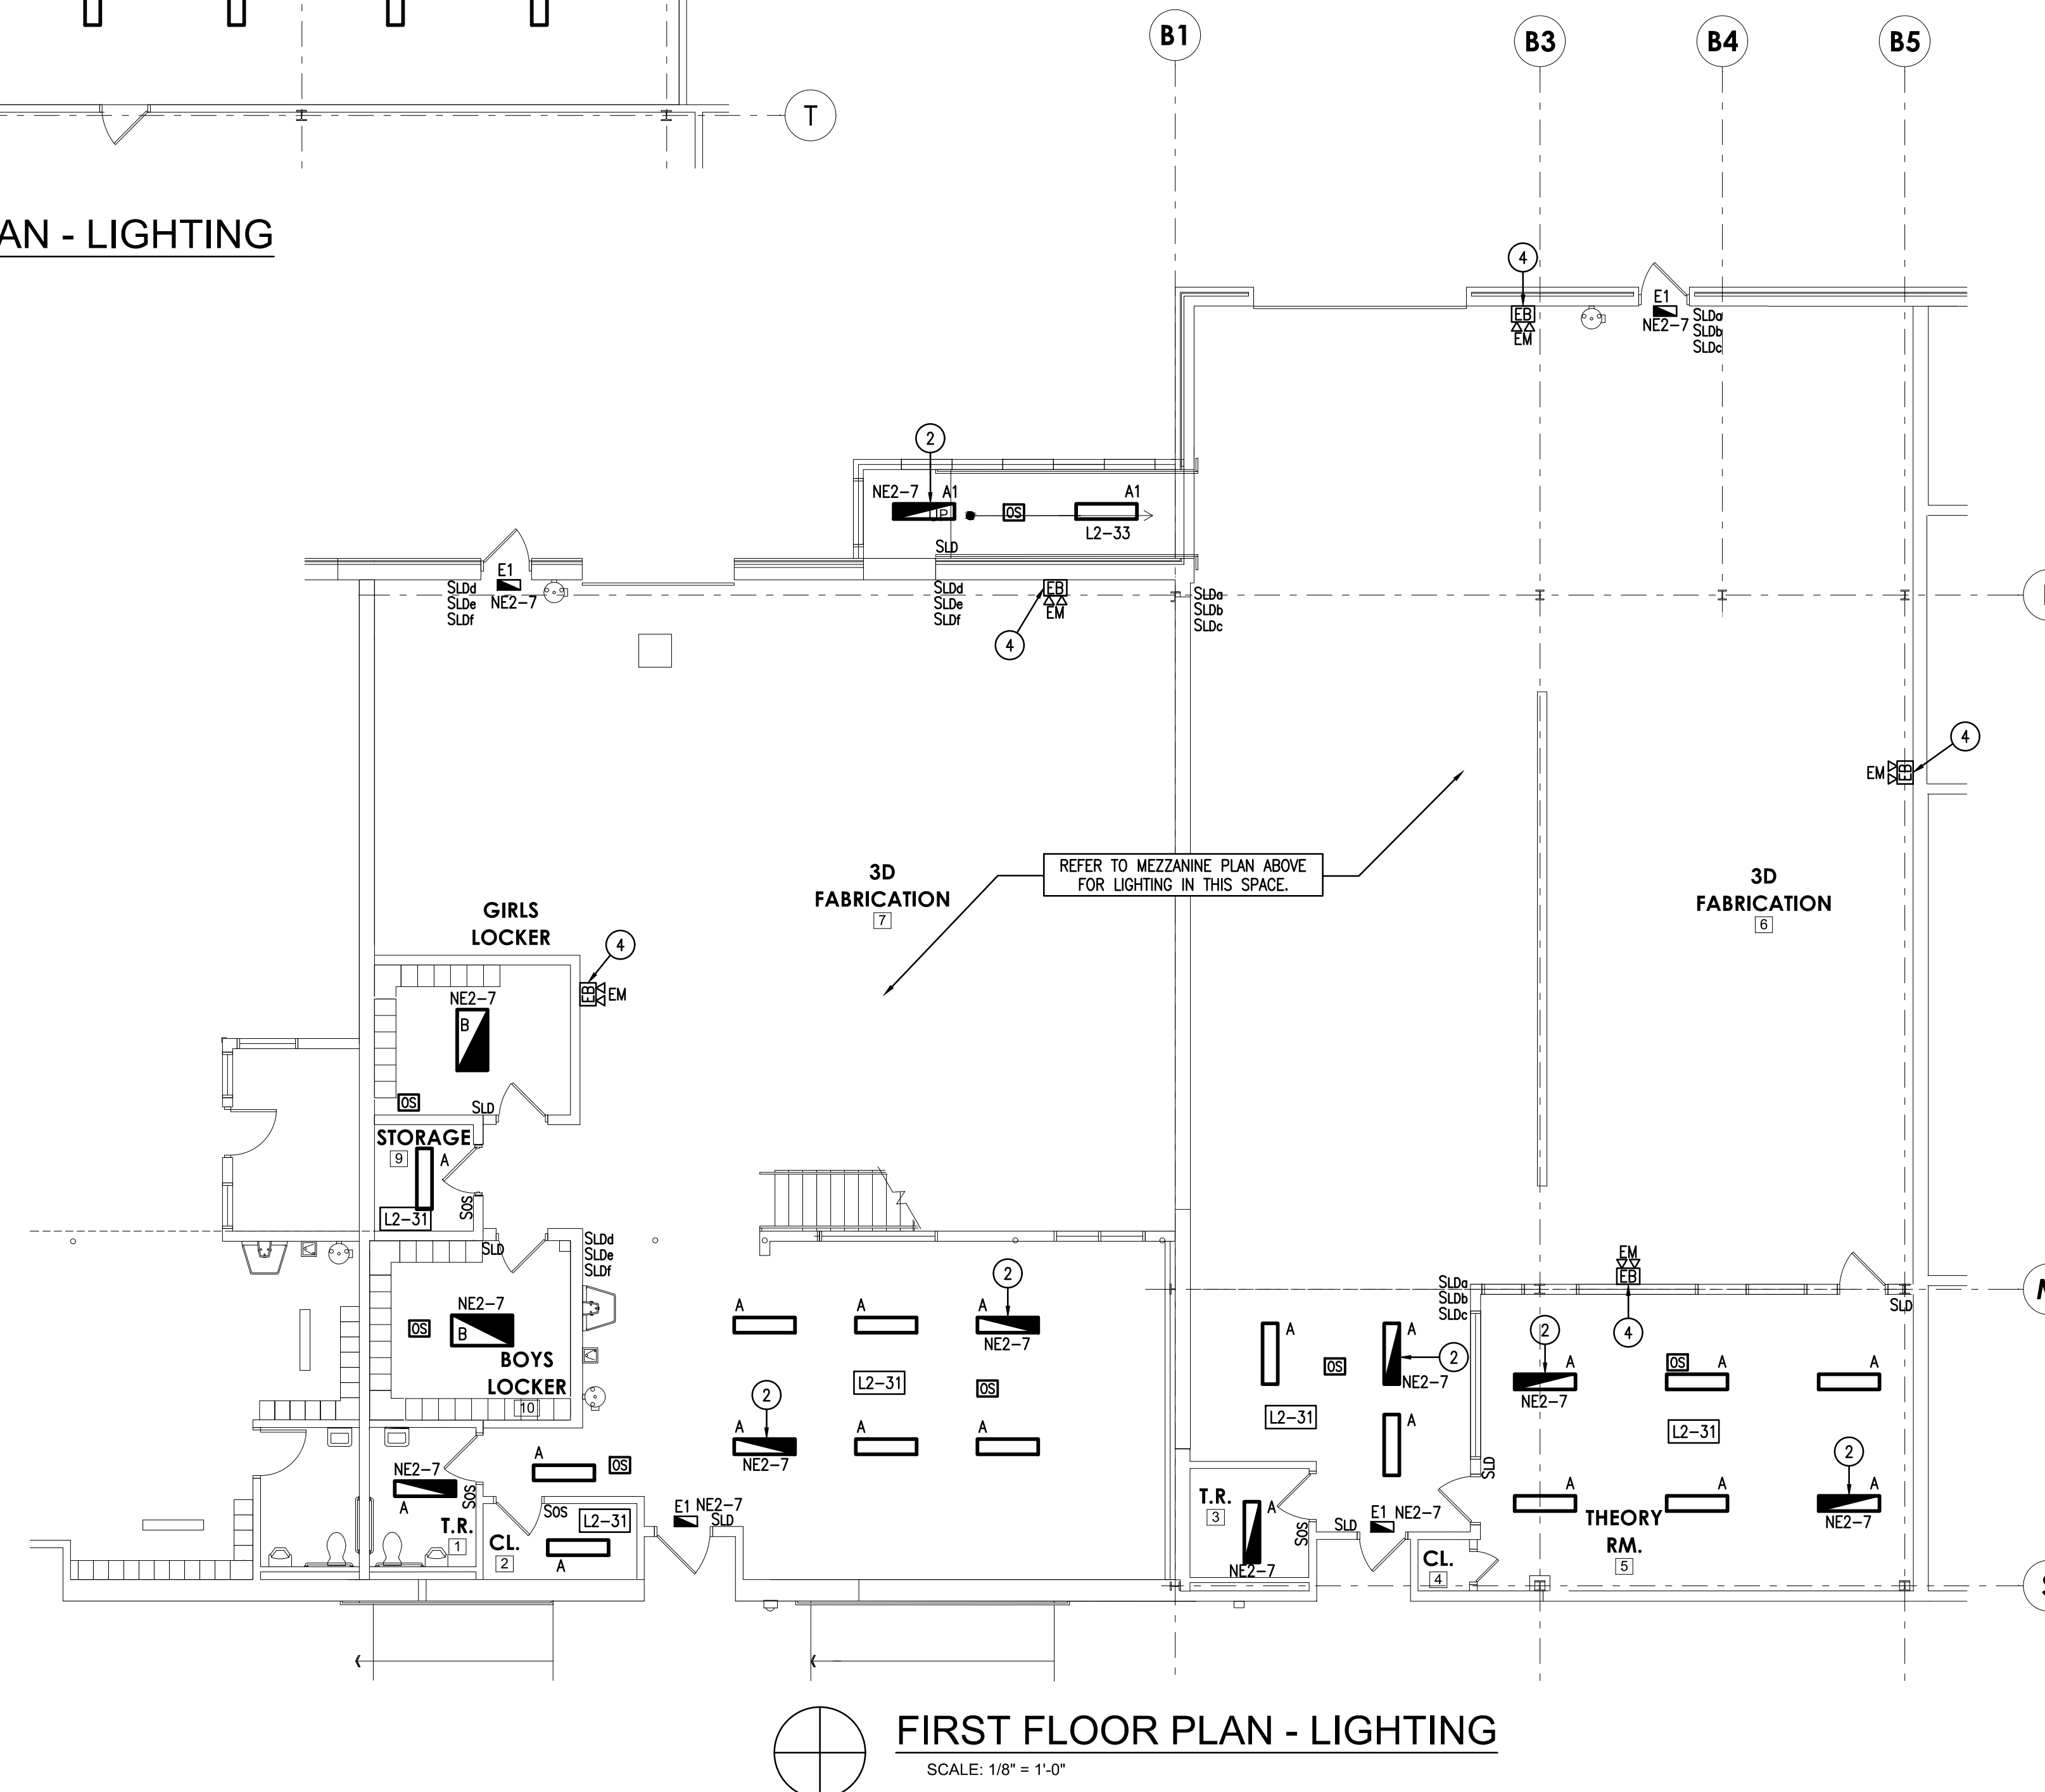 B1
B3
B4
B5
T
AN - LIGHTING
4
E1
EB
NE2-7
EM
SLDa
SLDb
SLDc
2
NE2-7
A1
A1
UP
OS
L2-33
SLD
E1
NE2-7
SLDd
SLDe
SLDf
SLDd
SLDe
SLDf
EB
EM
4
SLDa
SLDb
SLDc
4
EM
EB
REFER TO MEZZANINE PLAN ABOVE
FOR LIGHTING IN THIS SPACE.
3D
FABRICATION
7
3D
FABRICATION
6
GIRLS
LOCKER
4
EB
EM
NE2-7
B
OS
SLD
STORAGE
9
A
SOS
L2-31
SLD
SLDd
SLDe
SLDf
NE2-7
OS
B
BOYS
LOCKER
10
A
A
A
2
NE2-7
L2-31
OS
2
A
A
A
NE2-7
NE2-7
A
SOS
T.R.
1
A
OS
SOS
L2-31
CL.
2
A
E1
NE2-7
SLD
A
A
OS
2
NE2-7
L2-31
A
SLDa
SLDb
SLDc
EM
EB
4
SLD
2
A
NE2-7
OS
A
A
L2-31
2
A
A
A
NE2-7
SLD
T.R.
3
A
SOS
NE2-7
SLD
E1
NE2-7
CL.
4
THEORY
RM.
5
FIRST FLOOR PLAN - LIGHTING
SCALE: 1/8" = 1'-0"